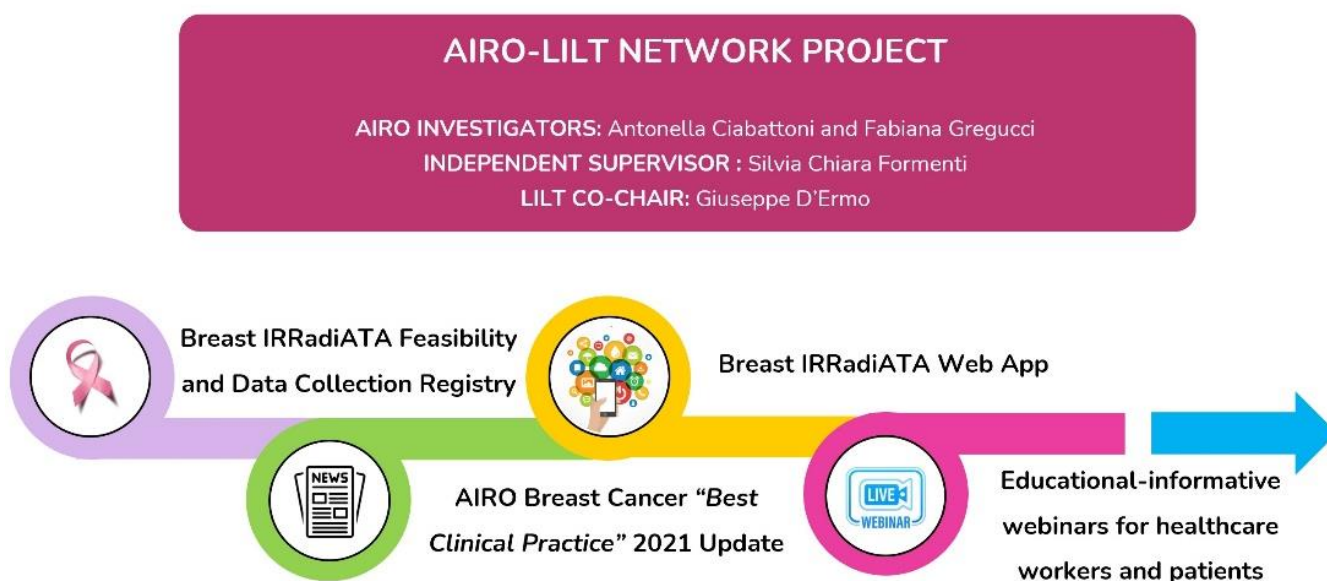 AIRO-LILT NETWORK PROJECT
AIRO INVESTIGATORS: Antonella Ciabattoni and Fabiana Gregucci
INDEPENDENT SUPERVISOR : Silvia Chiara Formenti
LILT CO-CHAIR: Giuseppe D'Ermo
Breast IRRadiATA Feasibility
and Data Collection Registry
Breast IRRadiATA Web App
NEWS
AIRO Breast Cancer “Best
Clinical Practice” 2021 Update
LIVE
WEBINAR
Educational-informative
webinars for healthcare
workers and patients